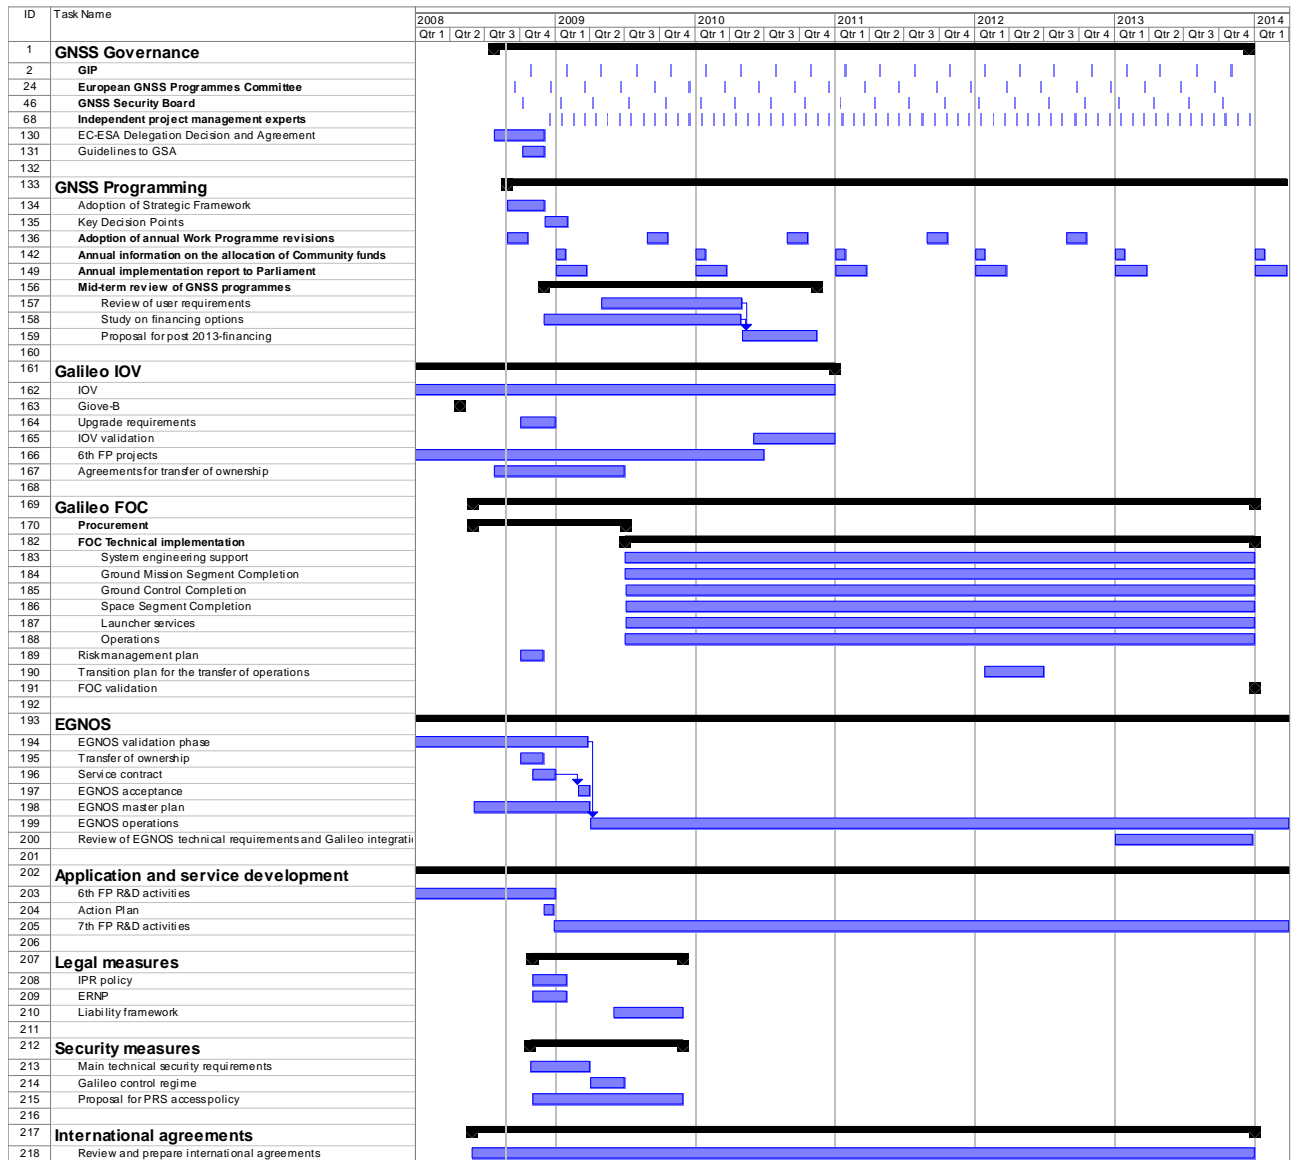 ID Task Name 2008 2009 2010 2011 2012 2013 2014
Qtr 1 Qtr 2 Qtr 3 Qtr 4 Qtr 1 Qtr 2 Qtr 3 Qtr 4 Qtr 1 Qtr 2 Qtr 3 Qtr 4 Qtr 1 Qtr 2 Qtr 3 Qtr 4 Qtr 1 Qtr 2 Qtr 3 Qtr 4 Qtr 1 Qtr 2 Qtr 3 Qtr 4 Qtr 1
1 GNSS Governance
2 GIP
24 European GNSS Programmes Committee
46 GNSS Security Board
68 Independent project management experts
130 EC-ESA Delegation Decision and Agreement
131 Guidelines to GSA
132
133 GNSS Programming
134 Adoption of Strategic Framework
135 Key Decision Points
136 Adoption of annual Work Programme revisions
142 Annual information on the allocation of Community funds
149 Annual implementation report to Parliament
156 Mid-term review of GNSS programmes
157 Review of user requirements
158 Study on financing options
159 Proposal for post 2013-financing
160
161 Galileo IOV
162 IOV
163 Giove-B
164 Upgrade requirements
165 IOV validation
166 6th FP projects
167 Agreements for transfer of ownership
168
169 Galileo FOC
170 Procurement
182 FOC Technical implementation
183 System engineering support
184 Ground Mission Segment Completion
185 Ground Control Completion
186 Space Segment Completion
187 Launcher services
188 Operations
189 Riskmanagement plan
190 Transition plan for the transfer of operations
191 FOC validation
192
193 EGNOS
194 EGNOS validation phase
195 Transfer of ownership
196 Service contract
197 EGNOS acceptance
198 EGNOS master plan
199 EGNOS operations
200 Review of EGNOS technical requirements and Galileo integrati
201
202 Application and service development
203 6th FP R&D activities
204 Action Plan
205 7th FP R&D activities
206
207 Legal measures
208 IPR policy
209 ERNP
210 Liability framework
211
212 Security measures
213 Main technical security requirements
214 Galileo control regime
215 Proposal for PRS access policy
216
217 International agreements
218 Review and prepare international agreements